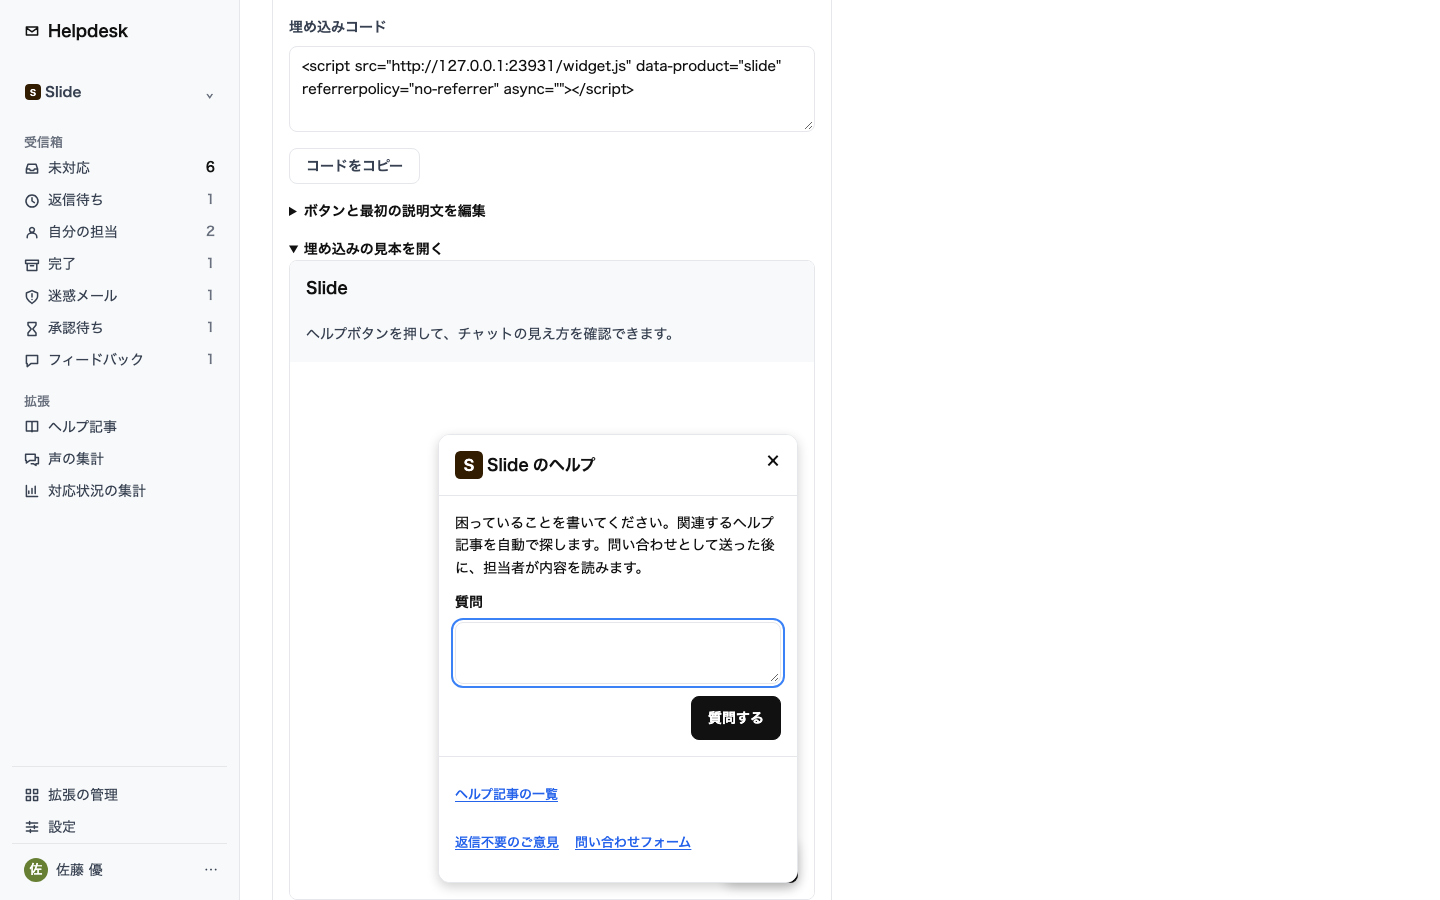 Helpdesk
S Slide
受信箱
未対応 6
返信待ち 1
自分の担当 2
完了 1
迷惑メール 1
承認待ち 1
フィードバック 1
拡張
ヘルプ記事
声の集計
対応状況の集計
拡張の管理
設定
佐 佐藤 優 …
埋め込みコード
<script src="http://127.0.0.1:23931/widget.js" data-product="slide"
referrerpolicy="no-referrer" async=""></script>
コードをコピー
ボタンと最初の説明文を編集
埋め込みの見本を開く
Slide
ヘルプボタンを押して、チャットの見え方を確認できます。
S Slide のヘルプ
困っていることを書いてください。関連するヘルプ
記事を自動で探します。問い合わせとして送った後
に、担当者が内容を読みます。
質問
質問する
ヘルプ記事の一覧
返信不要のご意見 問い合わせフォーム